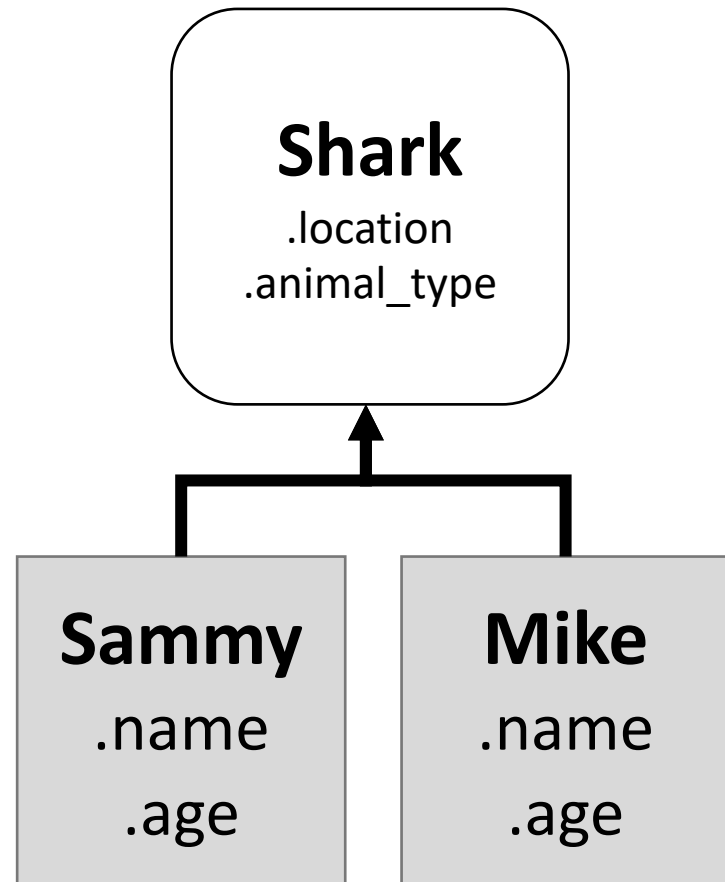 Shark
.location
.animal_type
Sammy
.name
.age
Mike
.name
.age